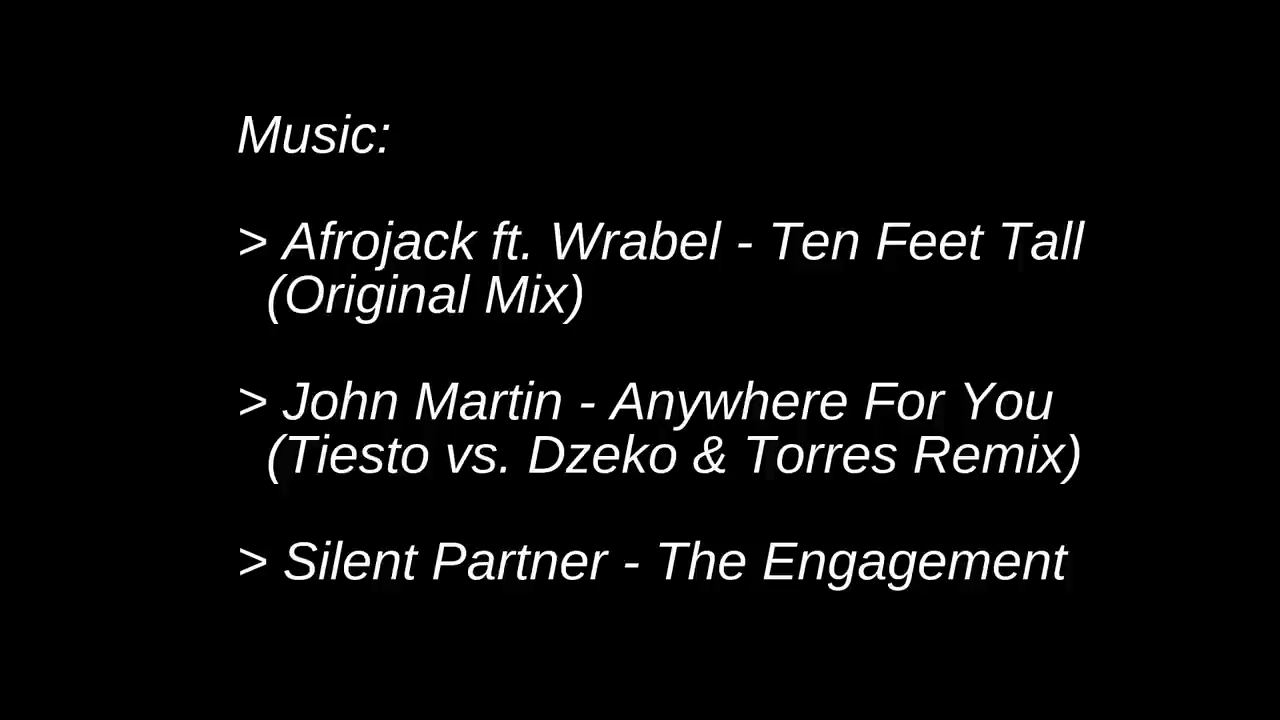 Music:
> Afrojack ft. Wrabel - Ten Feet Tall
(Original Mix)
> John Martin - Anywhere For You
(Tiesto vs. Dzeko & Torres Remix)
> Silent Partner - The Engagement